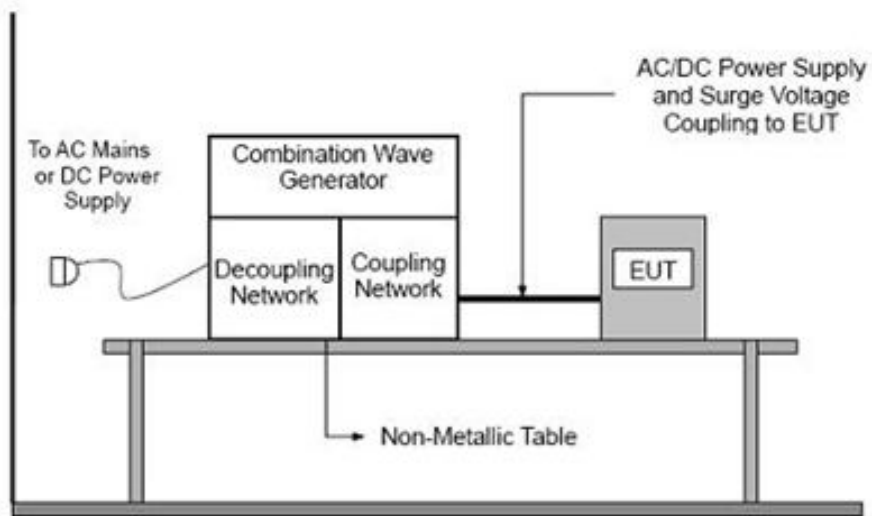 AC/DC Power Supply
and Surge Voltage
Coupling to EUT
To AC Mains
or DC Power
Supply
Combination Wave
Generator
Decoupling
Network
Coupling
Network
EUT
Non-Metallic Table